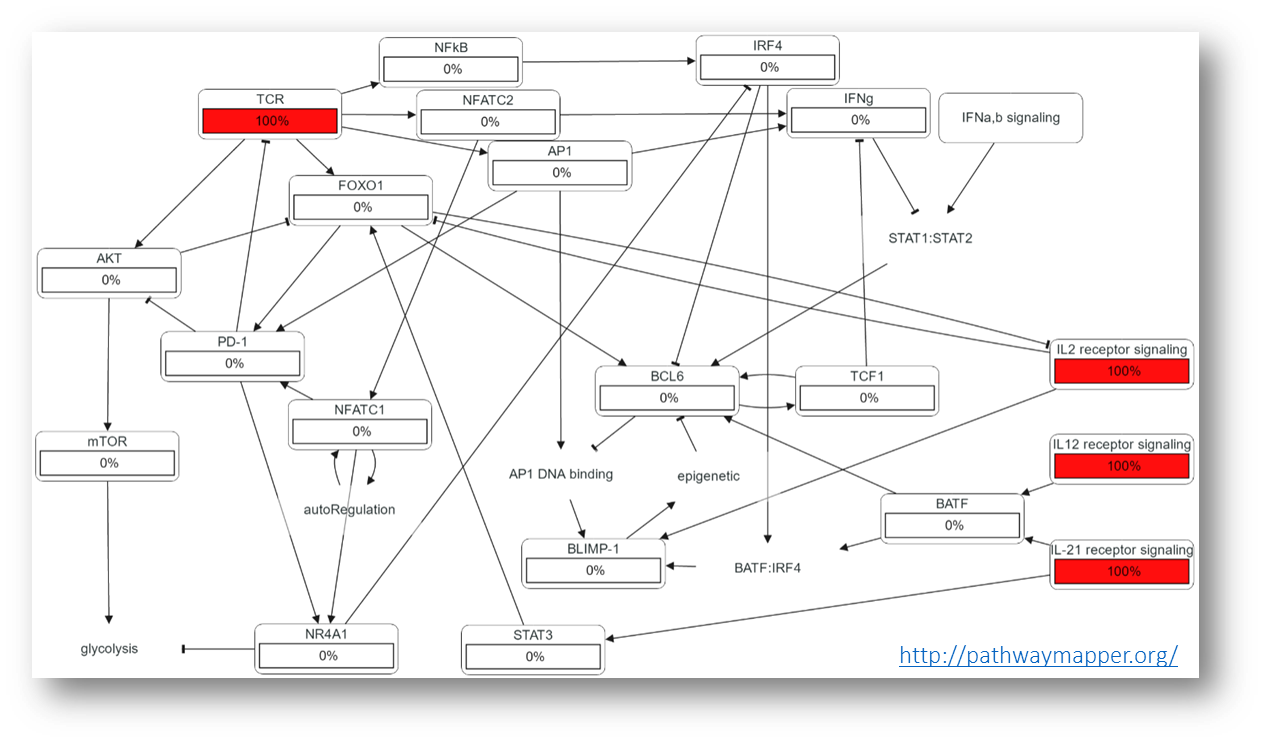 NFkB
0%
IRF4
0%
TCR
100%
NFATC2
0%
IFNg
0%
IFNa,b signaling
AP1
0%
FOXO1
0%
STAT1:STAT2
AKT
0%
PD-1
0%
IL2 receptor signaling
100%
BCL6
0%
TCF1
0%
NFATC1
0%
mTOR
0%
IL12 receptor signaling
100%
AP1 DNA binding
epigenetic
autoRegulation
BATF
0%
BLIMP-1
0%
BATF:IRF4
IL-21 receptor signaling
100%
glycolysis
NR4A1
0%
STAT3
0%
http://pathwaymapper.org/